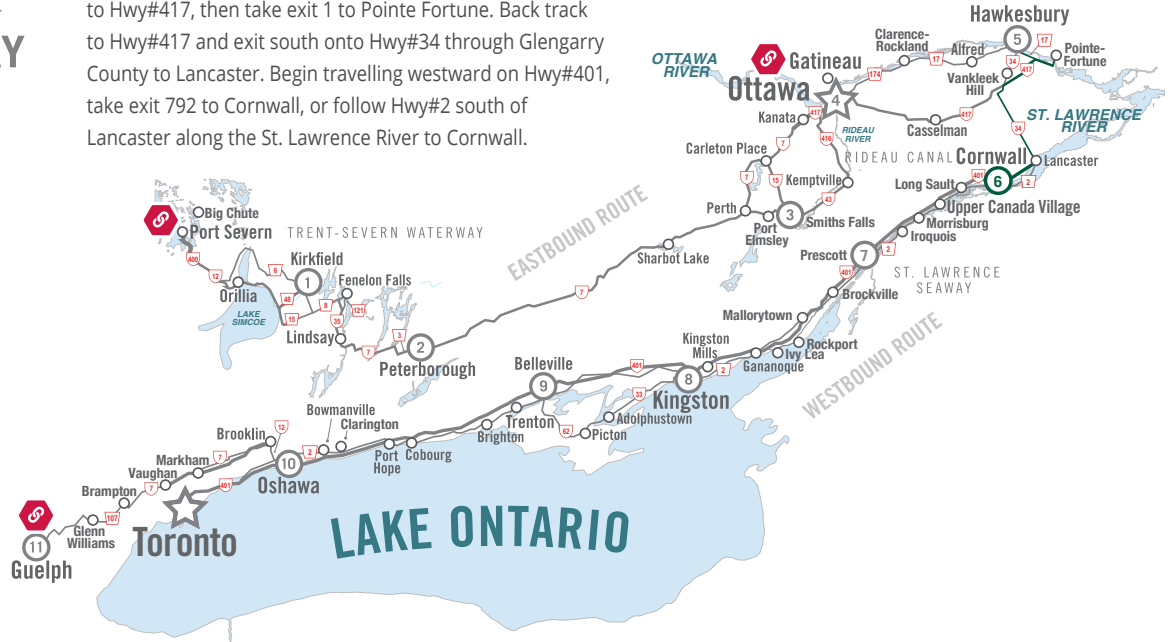 to Hwy#417, then take exit 1 to Pointe Fortune. Back track
to Hwy#417 and exit south onto Hwy#34 through Glengarry
County to Lancaster. Begin travelling westward on Hwy#401,
take exit 792 to Cornwall, or follow Hwy#2 south of
Lancaster along the St. Lawrence River to Cornwall.
Y
Hawkesbury
5
17
Pointe-
Fortune
Clarence-
Rockland
Alfred
17
174
34
417
Vankleek
Hill
OTTAWA
RIVER
Gatineau
Ottawa
4
Kanata
417
416
RIDEAU
RIVER
Casselman
417
34
ST. LAWRENCE
RIVER
Carleton Place
7
RIDEAU CANAL
Cornwall
6
Lancaster
401
2
7
15
Kemptville
43
Long Sault
Upper Canada Village
Perth
Port
Elmsley
3
Smiths Falls
Morrisburg
Iroquois
Prescott
7
2
401
ST. LAWRENCE
SEAWAY
Big Chute
Port Severn
TRENT-SEVERN WATERWAY
EASTBOUND ROUTE
Sharbot Lake
400
12
6
Kirkfield
1
Orillia
48
15
8
Fenelon Falls
121
35
LAKE
SIMCOE
Lindsay
7
3
2
Peterborough
7
Brockville
Mallorytown
Rockport
Ivy Lea
Gananoque
Kingston
Mills
2
WESTBOUND ROUTE
Belleville
9
401
8
Kingston
33
Adolphustown
Picton
62
Trenton
Brighton
Bowmanville
Clarington
12
Brooklin
7
2
10
Oshawa
Port
Hope
Cobourg
Markham
Vaughan
7
Brampton
107
Glenn
Williams
401
Toronto
11
Guelph
LAKE ONTARIO